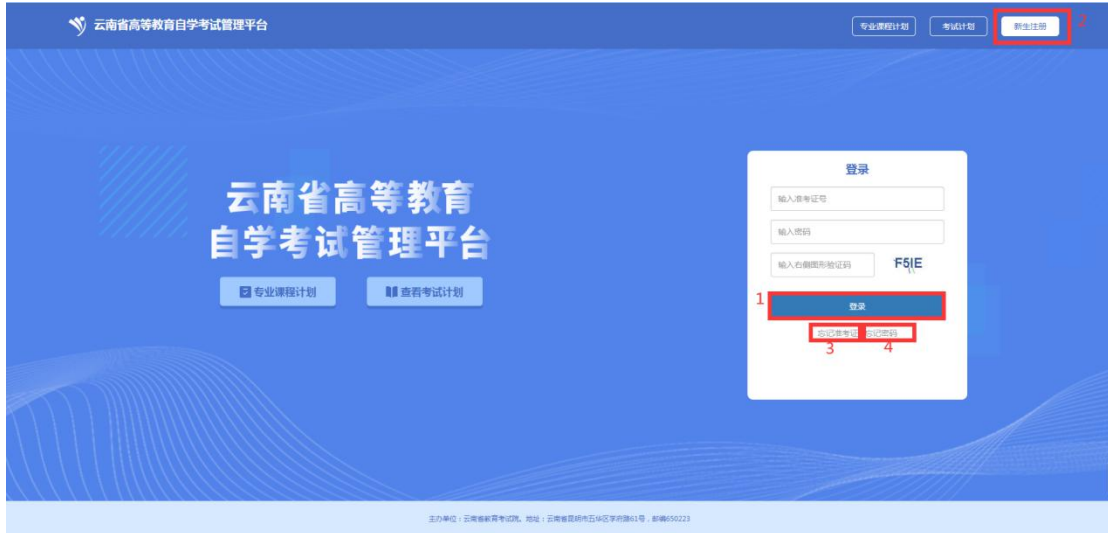 云南省高等教育自学考试管理平台
专业课程计划 考试计划 新生注册 2
登录
云南省高等教育
自学考试管理平台
输入准考证号
输入密码
输入右侧图形验证码 F5IE
专业课程计划 查看考试计划
1 登录
忘记准考证 忘记密码
3 4
主办单位：云南省教育考试院。地址：云南省昆明市五华区学府路61号，邮编650223